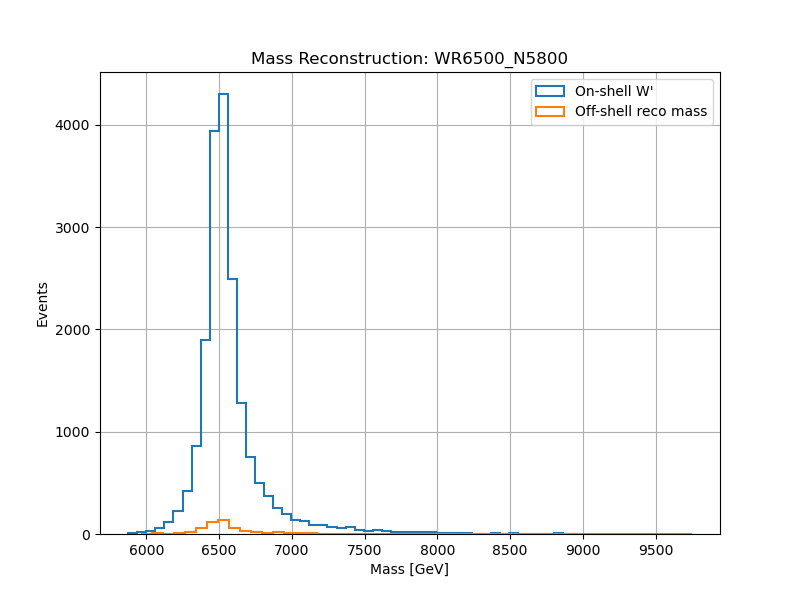 Mass Reconstruction: WR6500_N5800
On-shell W'
Off-shell reco mass
4000
3000
2000
1000
0
Events
6000 6500 7000 7500 8000 8500 9000 9500
Mass [GeV]